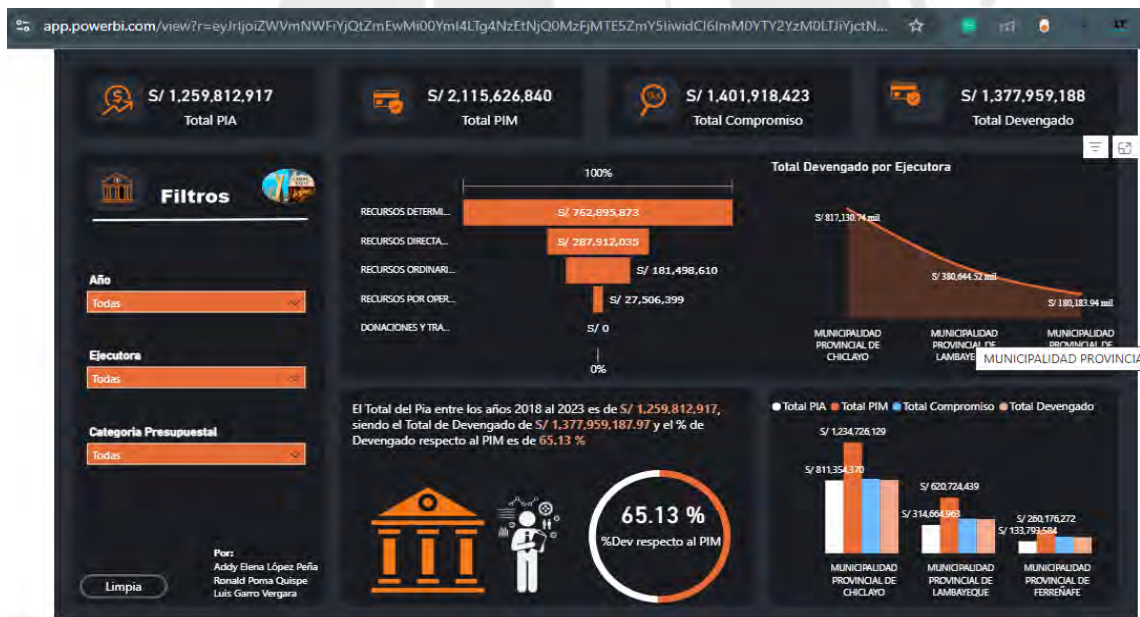 S/ 1,259,812,917
Total PIA
S/ 2,115,626,840
Total PIM
S/ 1,401,918,423
Total Compromiso
S/ 1,377,959,188
Total Devengado
Filtros
Año
Todas
Ejecutora
Todas
Categoria Presupuestal
Todas
Limpia
Por:
Addy Elena López Peña
Ronald Poma Quispe
Luis Garro Vergara
100%
RECURSOS DETERMI...
S/ 762,895,873
RECURSOS DIRECTA...
S/ 287,912,035
RECURSOS ORDINARI...
S/ 181,498,610
RECURSOS POR OPER...
S/ 27,506,399
DONACIONES Y TRA...
S/ 0
0%
Total Devengado por Ejecutora
S/ 817,130.74 mil
S/ 380,644.52 mil
S/ 180,183.94 mil
MUNICIPALIDAD
PROVINCIAL DE
CHICLAYO
MUNICIPALIDAD
PROVINCIAL DE
LAMBAYE
MUNICIPALIDAD
PROVINCIAL DE
MUNICIPALIDAD PROVINCIA
El Total del Pia entre los años 2018 al 2023 es de S/ 1,259,812,917,
siendo el Total de Devengado de S/ 1,377,959,187.97 y el % de
Devengado respecto al PIM es de 65.13 %
65.13 %
%Dev respecto al PIM
Total PIA Total PIM Total Compromiso Total Devengado
S/ 1,234,726,129
S/ 811,354,370
S/ 620,724,439
S/ 314,664,963
S/ 260,176,272
S/ 133,793,584
MUNICIPALIDAD
PROVINCIAL DE
CHICLAYO
MUNICIPALIDAD
PROVINCIAL DE
LAMBAYEQUE
MUNICIPALIDAD
PROVINCIAL DE
FERREÑAFE